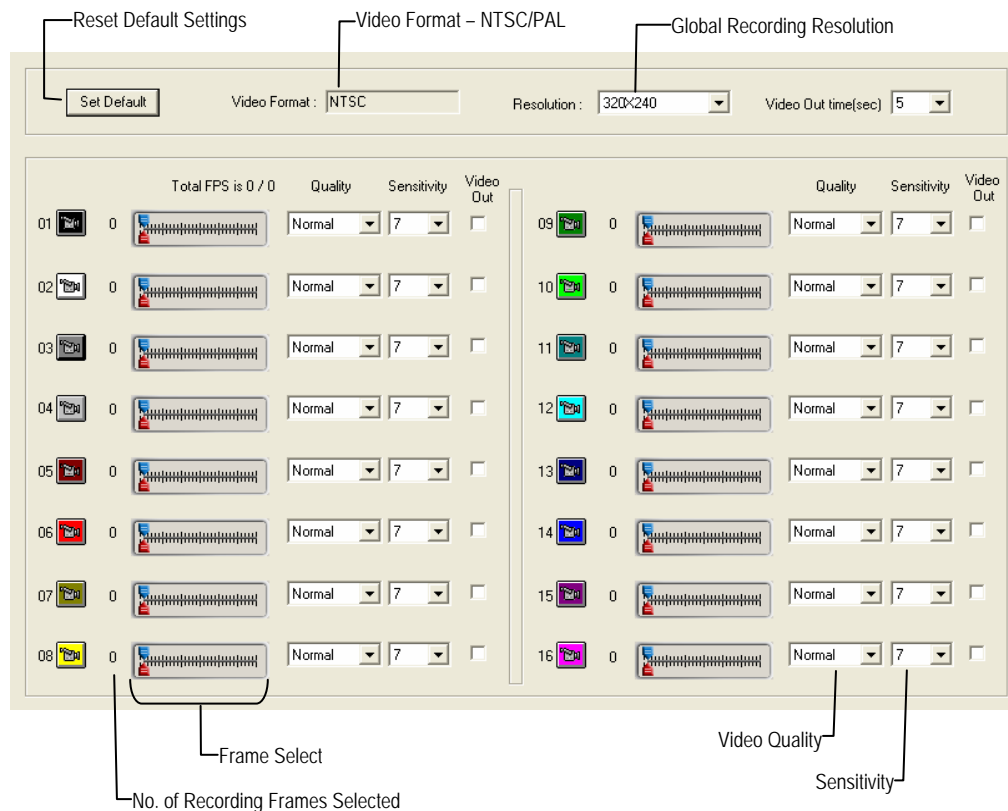 Reset Default Settings
Video Format – NTSC/PAL
Global Recording Resolution
Set Default
Video Format : NTSC
Resolution : 320X240
Video Out time(sec) 5
Total FPS is 0 / 0 Quality Sensitivity Video Out
Quality Sensitivity Video Out
01 0 Normal 7
09 0 Normal 7
02 0 Normal 7
10 0 Normal 7
03 0 Normal 7
11 0 Normal 7
04 0 Normal 7
12 0 Normal 7
05 0 Normal 7
13 0 Normal 7
06 0 Normal 7
14 0 Normal 7
07 0 Normal 7
15 0 Normal 7
08 0 Normal 7
16 0 Normal 7
Frame Select
Video Quality
Sensitivity
No. of Recording Frames Selected